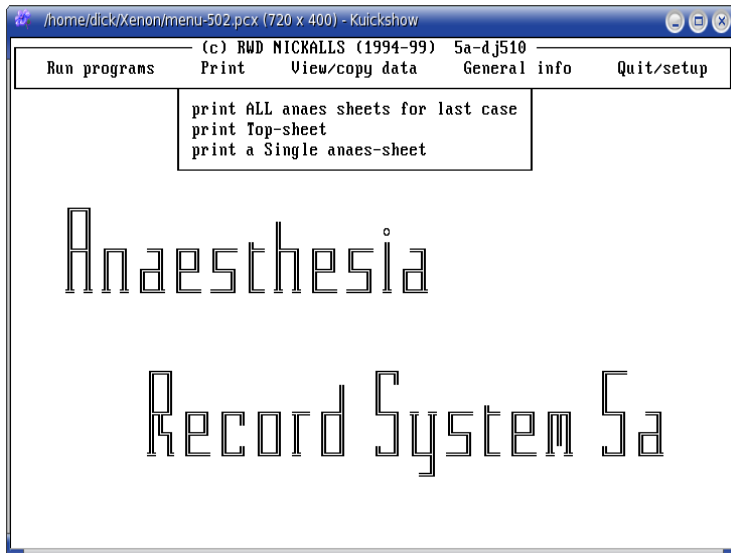 /home/dick/Xenon/menu-502.pcx (720 x 400) - Kuickshow
(c) RWD NICKALLS (1994-99) 5a-dj510
Run programs Print View/copy data General info Quit/setup
print ALL anaes sheets for last case
print Top-sheet
print a Single anaes-sheet
Anaesthesia
Record System 5a